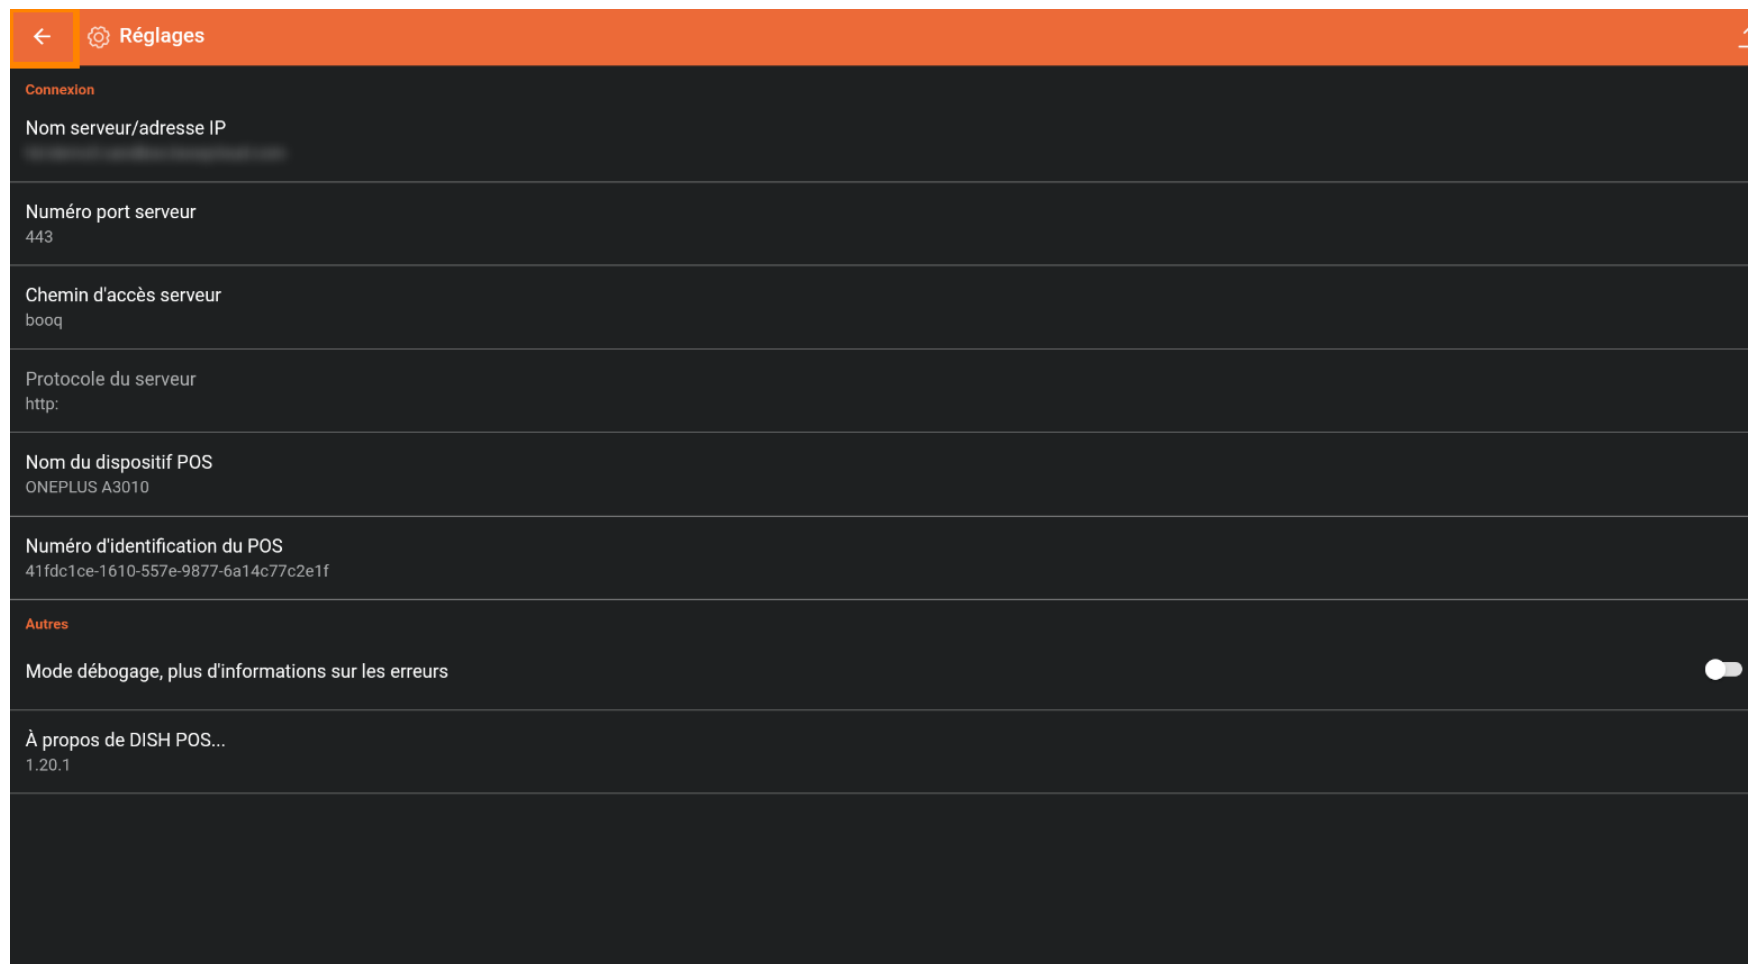 Réglages
Connexion
Nom serveur/adresse IP
Numéro port serveur
443
Chemin d'accès serveur
booq
Protocole du serveur
http:
Nom du dispositif POS
ONEPLUS A3010
Numéro d'identification du POS
41fdc1ce-1610-557e-9877-6a14c77c2e1f
Autres
Mode débogage, plus d'informations sur les erreurs
À propos de DISH POS...
1.20.1